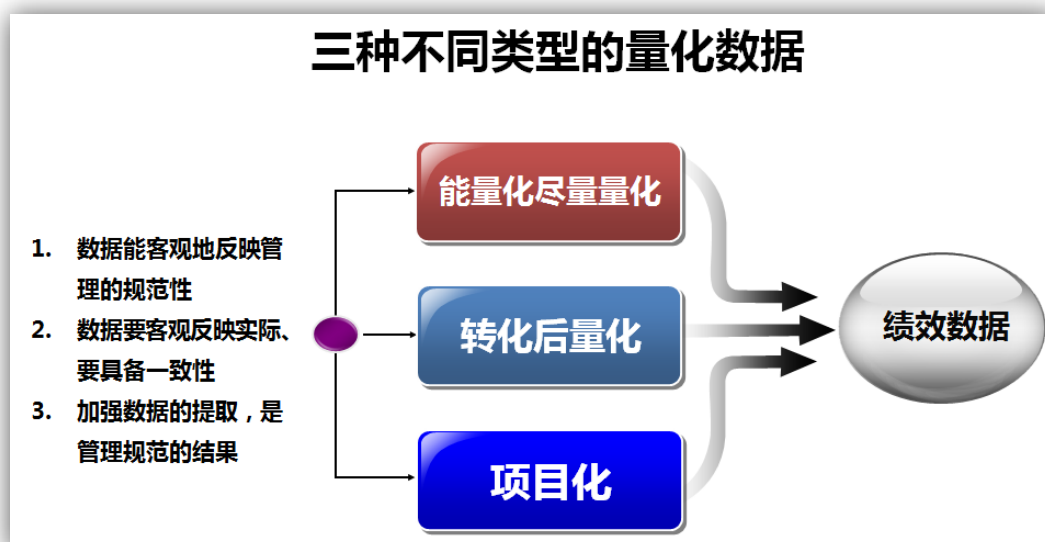 三种不同类型的量化数据
1. 数据能客观地反映管
理的规范性
2. 数据要客观反映实际、
要具备一致性
3. 加强数据的提取，是
管理规范的结果
能量化尽量量化
转化后量化
项目化
绩效数据